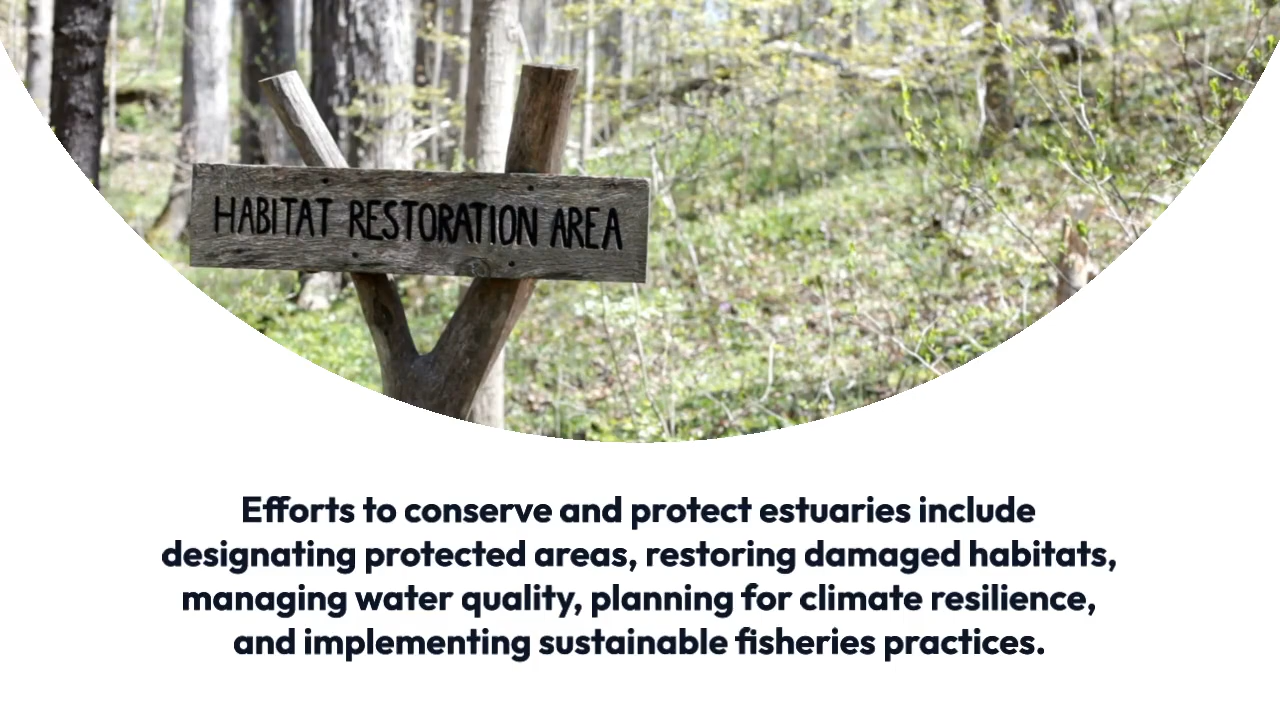 HABITAT RESTORATION AREA
Efforts to conserve and protect estuaries include
designating protected areas, restoring damaged habitats,
managing water quality, planning for climate resilience,
and implementing sustainable fisheries practices.